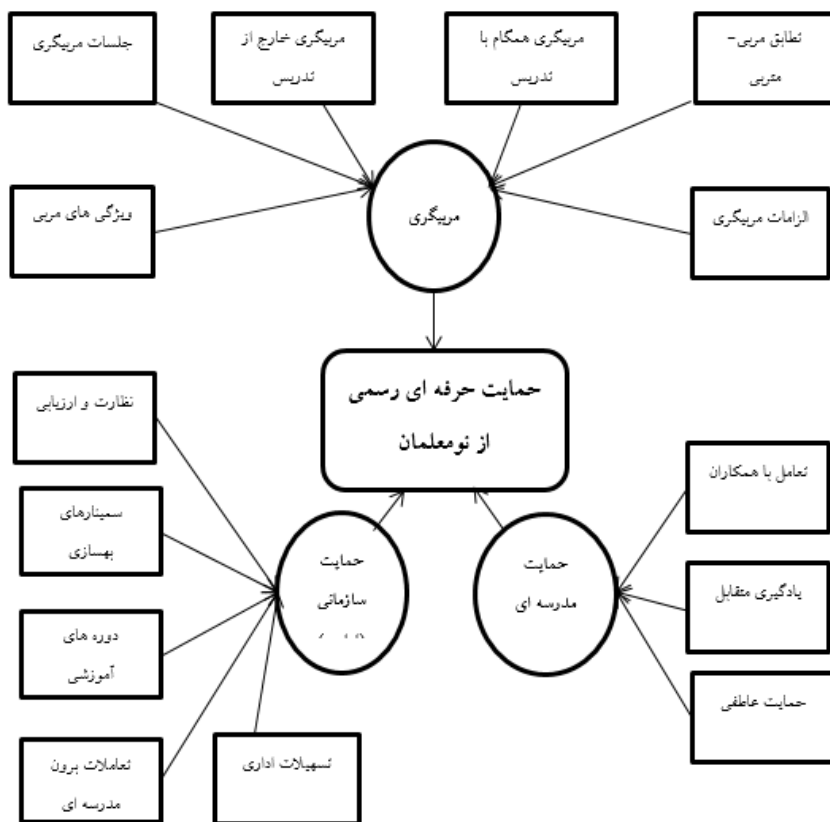 تطابق مربی-
متربی
مربیگری همگام با
تدریس
مربیگری خارج از
تدریس
جلسات مربیگری
الزامات مربیگری
مربیگری
ویژگی های مربی
حمایت حرفه ای رسمی
از نومعلمان
تعامل با همکاران
یادگیری متقابل
حمایت عاطفی
حمایت
مدرسه ای
حمایت
سازمانی
نظارت و ارزیابی
سمینارهای
بهسازی
دوره های
آموزشی
تعاملات برون
مدرسه ای
تسهیلات اداری